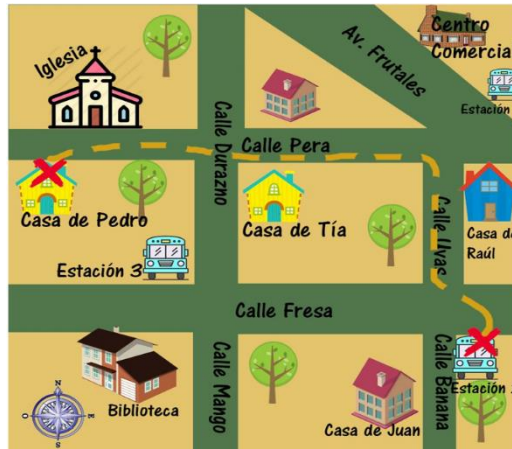 Iglesia
Av. Frutales
Centro
Comercia
Estación
Calle Durazno
Calle Pera
Casa de Pedro
Casa de Tía
Calle Uvas
Casa de
Raúl
Estación 3
Calle Fresa
Biblioteca
Calle Mango
Casa de Juan
Calle Banana
Estación
N